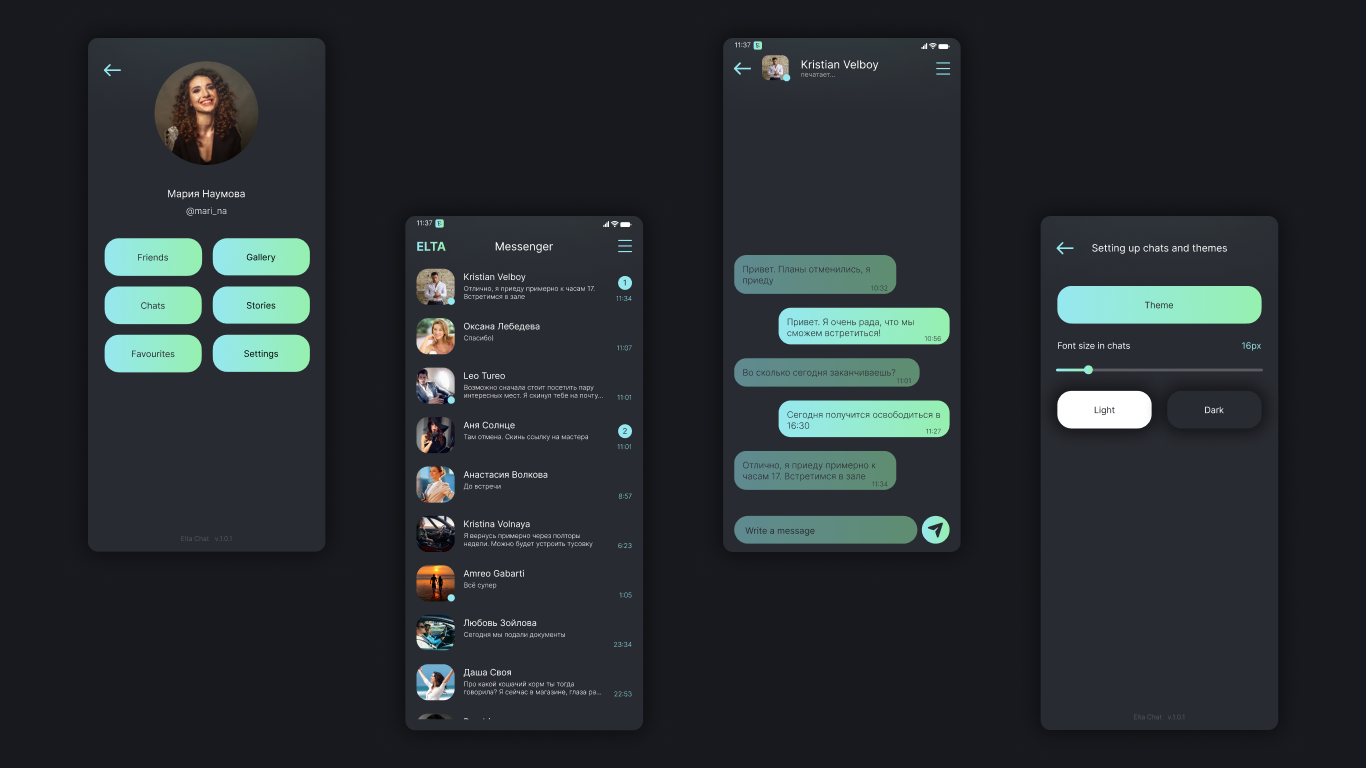 Мария Наумова
@mari_na
Friends
Gallery
Chats
Stories
Favourites
Settings
Elta Chat v.1.0.1
11:37 E
ELTA
Messenger
Kristian Velboy
1
Отлично, я приеду примерно к часам 17.
Встретимся в зале
11:34
Оксана Лебедева
Спасибо)
11:07
Leo Tureo
Возможно сначала стоит посетить пару
интересных мест. Я скинул тебе на почту...
11:01
Аня Солнце
2
Там отмена. Скинь ссылку на мастера
11:01
Анастасия Волкова
До встречи
8:57
Kristina Volnaya
Я вернусь примерно через полторы
недели. Можно будет устроить тусовку
6:23
Amreo Gabarti
Всё супер
1:05
Любовь Зойлова
Сегодня мы подали документы
23:34
Даша Своя
Про какой кошачий корм ты тогда
говорила? Я сейчас в магазине, глаза ра...
22:53
11:37 E
Kristian Velboy
печатает...
Привет. Планы отменились, я
приеду
10:32
Привет. Я очень рада, что мы
сможем встретиться!
10:56
Во сколько сегодня заканчиваешь?
11:01
Сегодня получится освободиться в
16:30
11:27
Отлично, я приеду примерно к
часам 17. Встретимся в зале
11:34
Write a message
Setting up chats and themes
Theme
Font size in chats
16px
Light
Dark
Elta Chat v.1.0.1